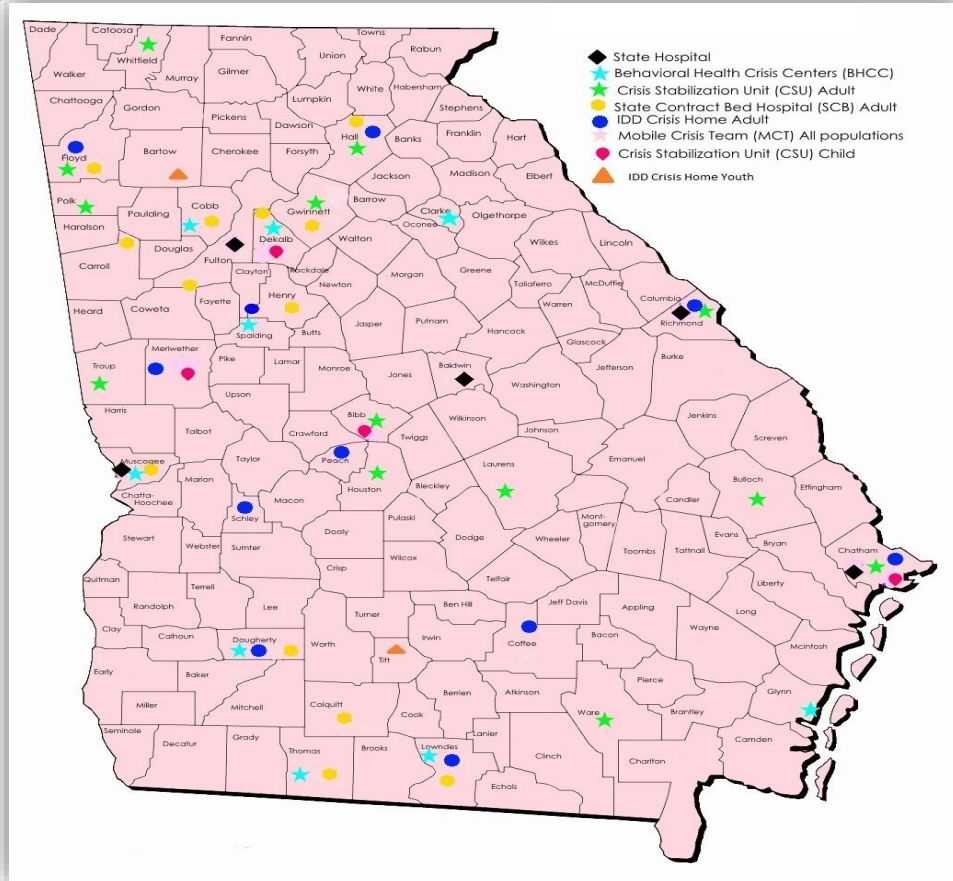 Dade
Catoosa
Fannin
Towns
Rabun
Whitfield
Union
Walker
Murray
Gilmer
White
Habersham
Lumpkin
Stephens
Chattooga
Gordon
Pickens
Dawson
Hall
Banks
Franklin
Hart
Floyd
Bartow
Cherokee
Forsyth
Jackson
Madison
Elbert
Polk
Paulding
Cobb
Gwinnett
Barrow
Clarke
Oconee
Olgethorpe
Haralson
Douglas
Fulton
Dekalb
Walton
Wilkes
Lincoln
Carroll
Clayton
Rockdale
Newton
Morgan
Greene
Taliaferro
McDuffie
Columbia
Heard
Coweta
Fayette
Henry
Spalding
Butts
Jasper
Putnam
Hancock
Warren
Richmond
Glascock
Troup
Meriwether
Pike
Lamar
Monroe
Jones
Baldwin
Washington
Jefferson
Burke
Upson
Harris
Talbot
Crawford
Bibb
Twiggs
Wilkinson
Johnson
Jenkins
Screven
Muscogee
Marion
Taylor
Peach
Houston
Bleckley
Laurens
Emanuel
Candler
Bulloch
Effingham
Chatta-
Hoochee
Schley
Macon
Dooly
Pulaski
Dodge
Wheeler
Mont-
gomery
Toombs
Tattnall
Evans
Bryan
Chatham
Stewart
Webster
Sumter
Crisp
Wilcox
Telfair
Liberty
Quitman
Terrell
Randolph
Lee
Turner
Ben Hill
Jeff Davis
Appling
Long
Clay
Calhoun
Dougherty
Worth
Irwin
Tift
Coffee
Bacon
Wayne
Mcintosh
Early
Baker
Miller
Mitchell
Colquitt
Cook
Berrien
Atkinson
Pierce
Ware
Brantley
Glynn
Seminole
Decatur
Grady
Thomas
Brooks
Lowndes
Lanier
Clinch
Echols
Charlton
Camden
State Hospital
Behavioral Health Crisis Centers (BHCC)
Crisis Stabilization Unit (CSU) Adult
State Contract Bed Hospital (SCB) Adult
IDD Crisis Home Adult
Mobile Crisis Team (MCT) All populations
Crisis Stabilization Unit (CSU) Child
IDD Crisis Home Youth